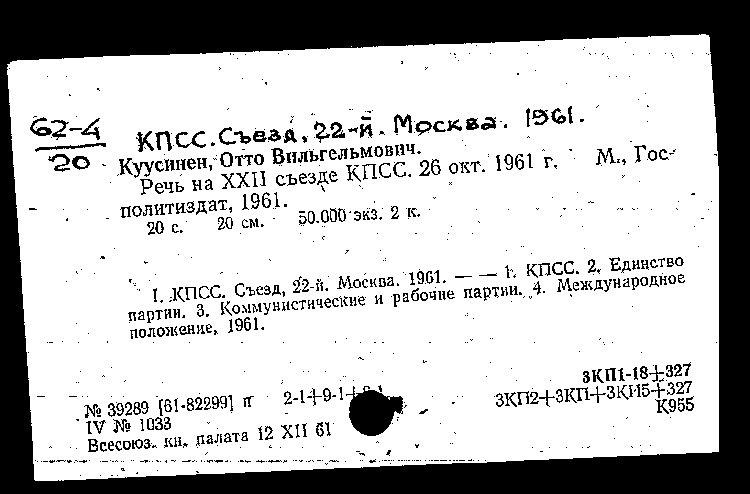 62-4
20
КПСС. Съезд, 22-й. Москва. 1961.
Куусинен, Отто Вильгельмович.
Речь на XXII съезде КПСС. 26 окт. 1961 г. М., Гос-
политиздат, 1961.
20 с. 20 см. 50.000 экз. 2 к.
I. КПСС. Съезд, 22-й. Москва. 1961. — — 1. КПСС. 2. Единство
партии. 3. Коммунистические и рабочие партии. 4. Международное
положение, 1961.
№ 39289 [61-82299] п 2-1+9-1+
IV № 1033
Всесоюз. кн. палата 12 XII 61
3КП1-18+327
3КП2+3КП+3КП5+327
К955